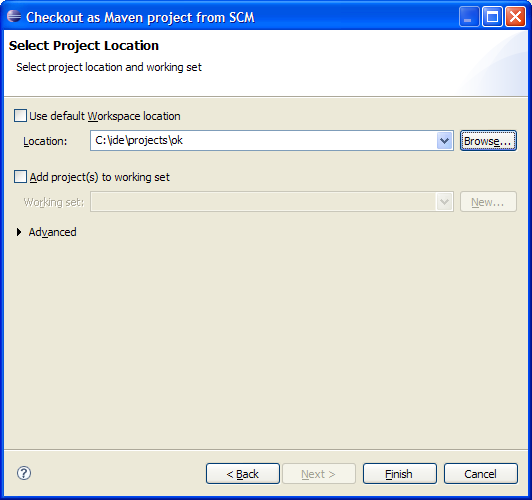 Checkout as Maven project from SCM
Select Project Location
Select project location and working set
Use default Workspace location
Location: C:\ide\projects\ok Browse...
Add project(s) to working set
Working set: New...
Advanced
? < Back Next > Finish Cancel